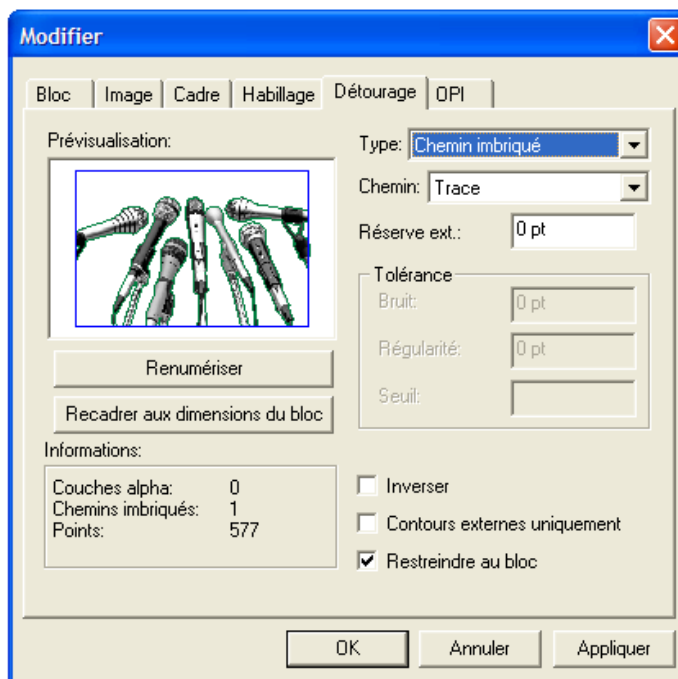 Modifier
Bloc Image Cadre Habillage Détourage OPI
Prévisualisation:
Type: Chemin imbriqué
Chemin: Trace
Réserve ext.: 0 pt
Tolérance
Bruit: 0 pt
Régularité: 0 pt
Seuil:
Renumériser
Recadrer aux dimensions du bloc
Informations:
Couches alpha: 0
Chemins imbriqués: 1
Points: 577
Inverser
Contours externes uniquement
Restreindre au bloc
OK Annuler Appliquer